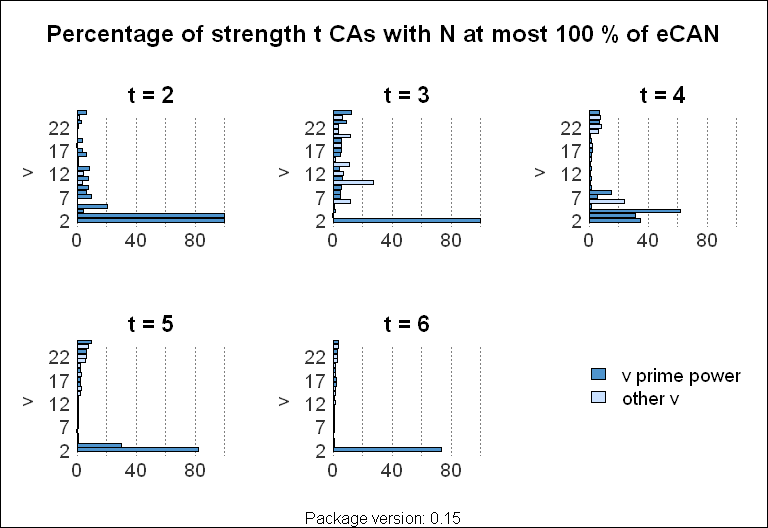 Percentage of strength t CAs with N at most 100 % of eCAN
t = 2
t = 3
t = 4
22
17
12
7
2
v
0 40 80
22
17
12
7
2
v
0 40 80
22
17
12
7
2
v
0 40 80
t = 5
t = 6
22
17
12
7
2
v
0 40 80
22
17
12
7
2
v
0 40 80
v prime power
other v
Package version: 0.15